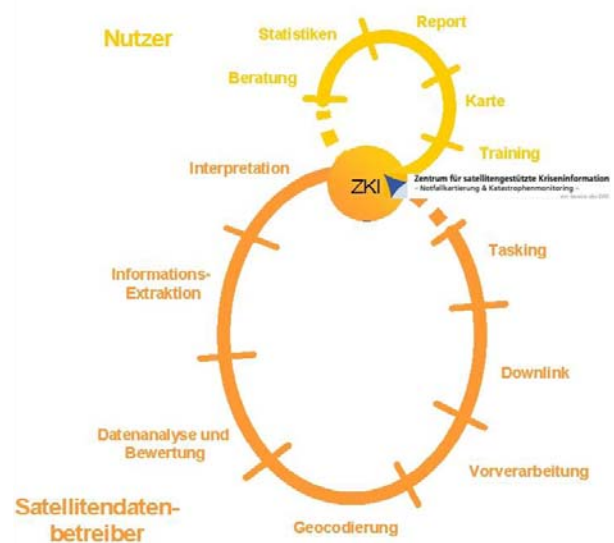 Nutzer
Statistiken
Report
Beratung
Karte
Training
Interpretation
ZKI
Zentrum für satellitengestützte Kriseninformation
- Notfallkartierung & Katastrophenmonitoring -
Tasking
Informations-
Extraktion
Downlink
Datenanalyse und
Bewertung
Vorverarbeitung
Satellitendaten-
betreiber
Geocodierung